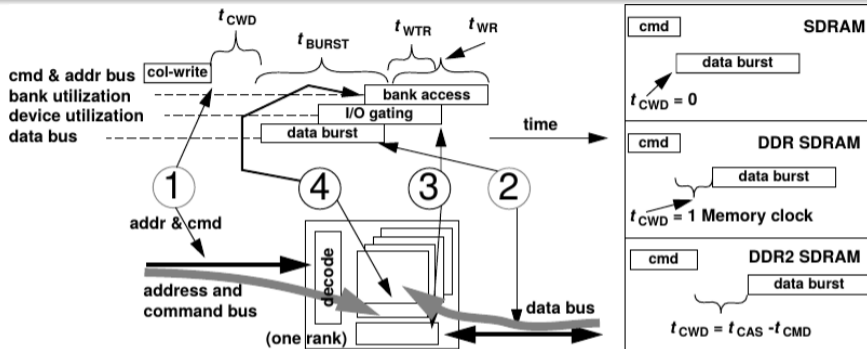 tCWD
tBURST
tWTR
tWR
cmd & addr bus
col-write
bank utilization
bank access
device utilization
I/O gating
data bus
data burst
time
1
4
3
2
addr & cmd
decode
address and
command bus
data bus
(one rank)
cmd
SDRAM
data burst
tCWD = 0
cmd
DDR SDRAM
data burst
tCWD = 1 Memory clock
cmd
DDR2 SDRAM
data burst
tCWD = tCAS -tCMD